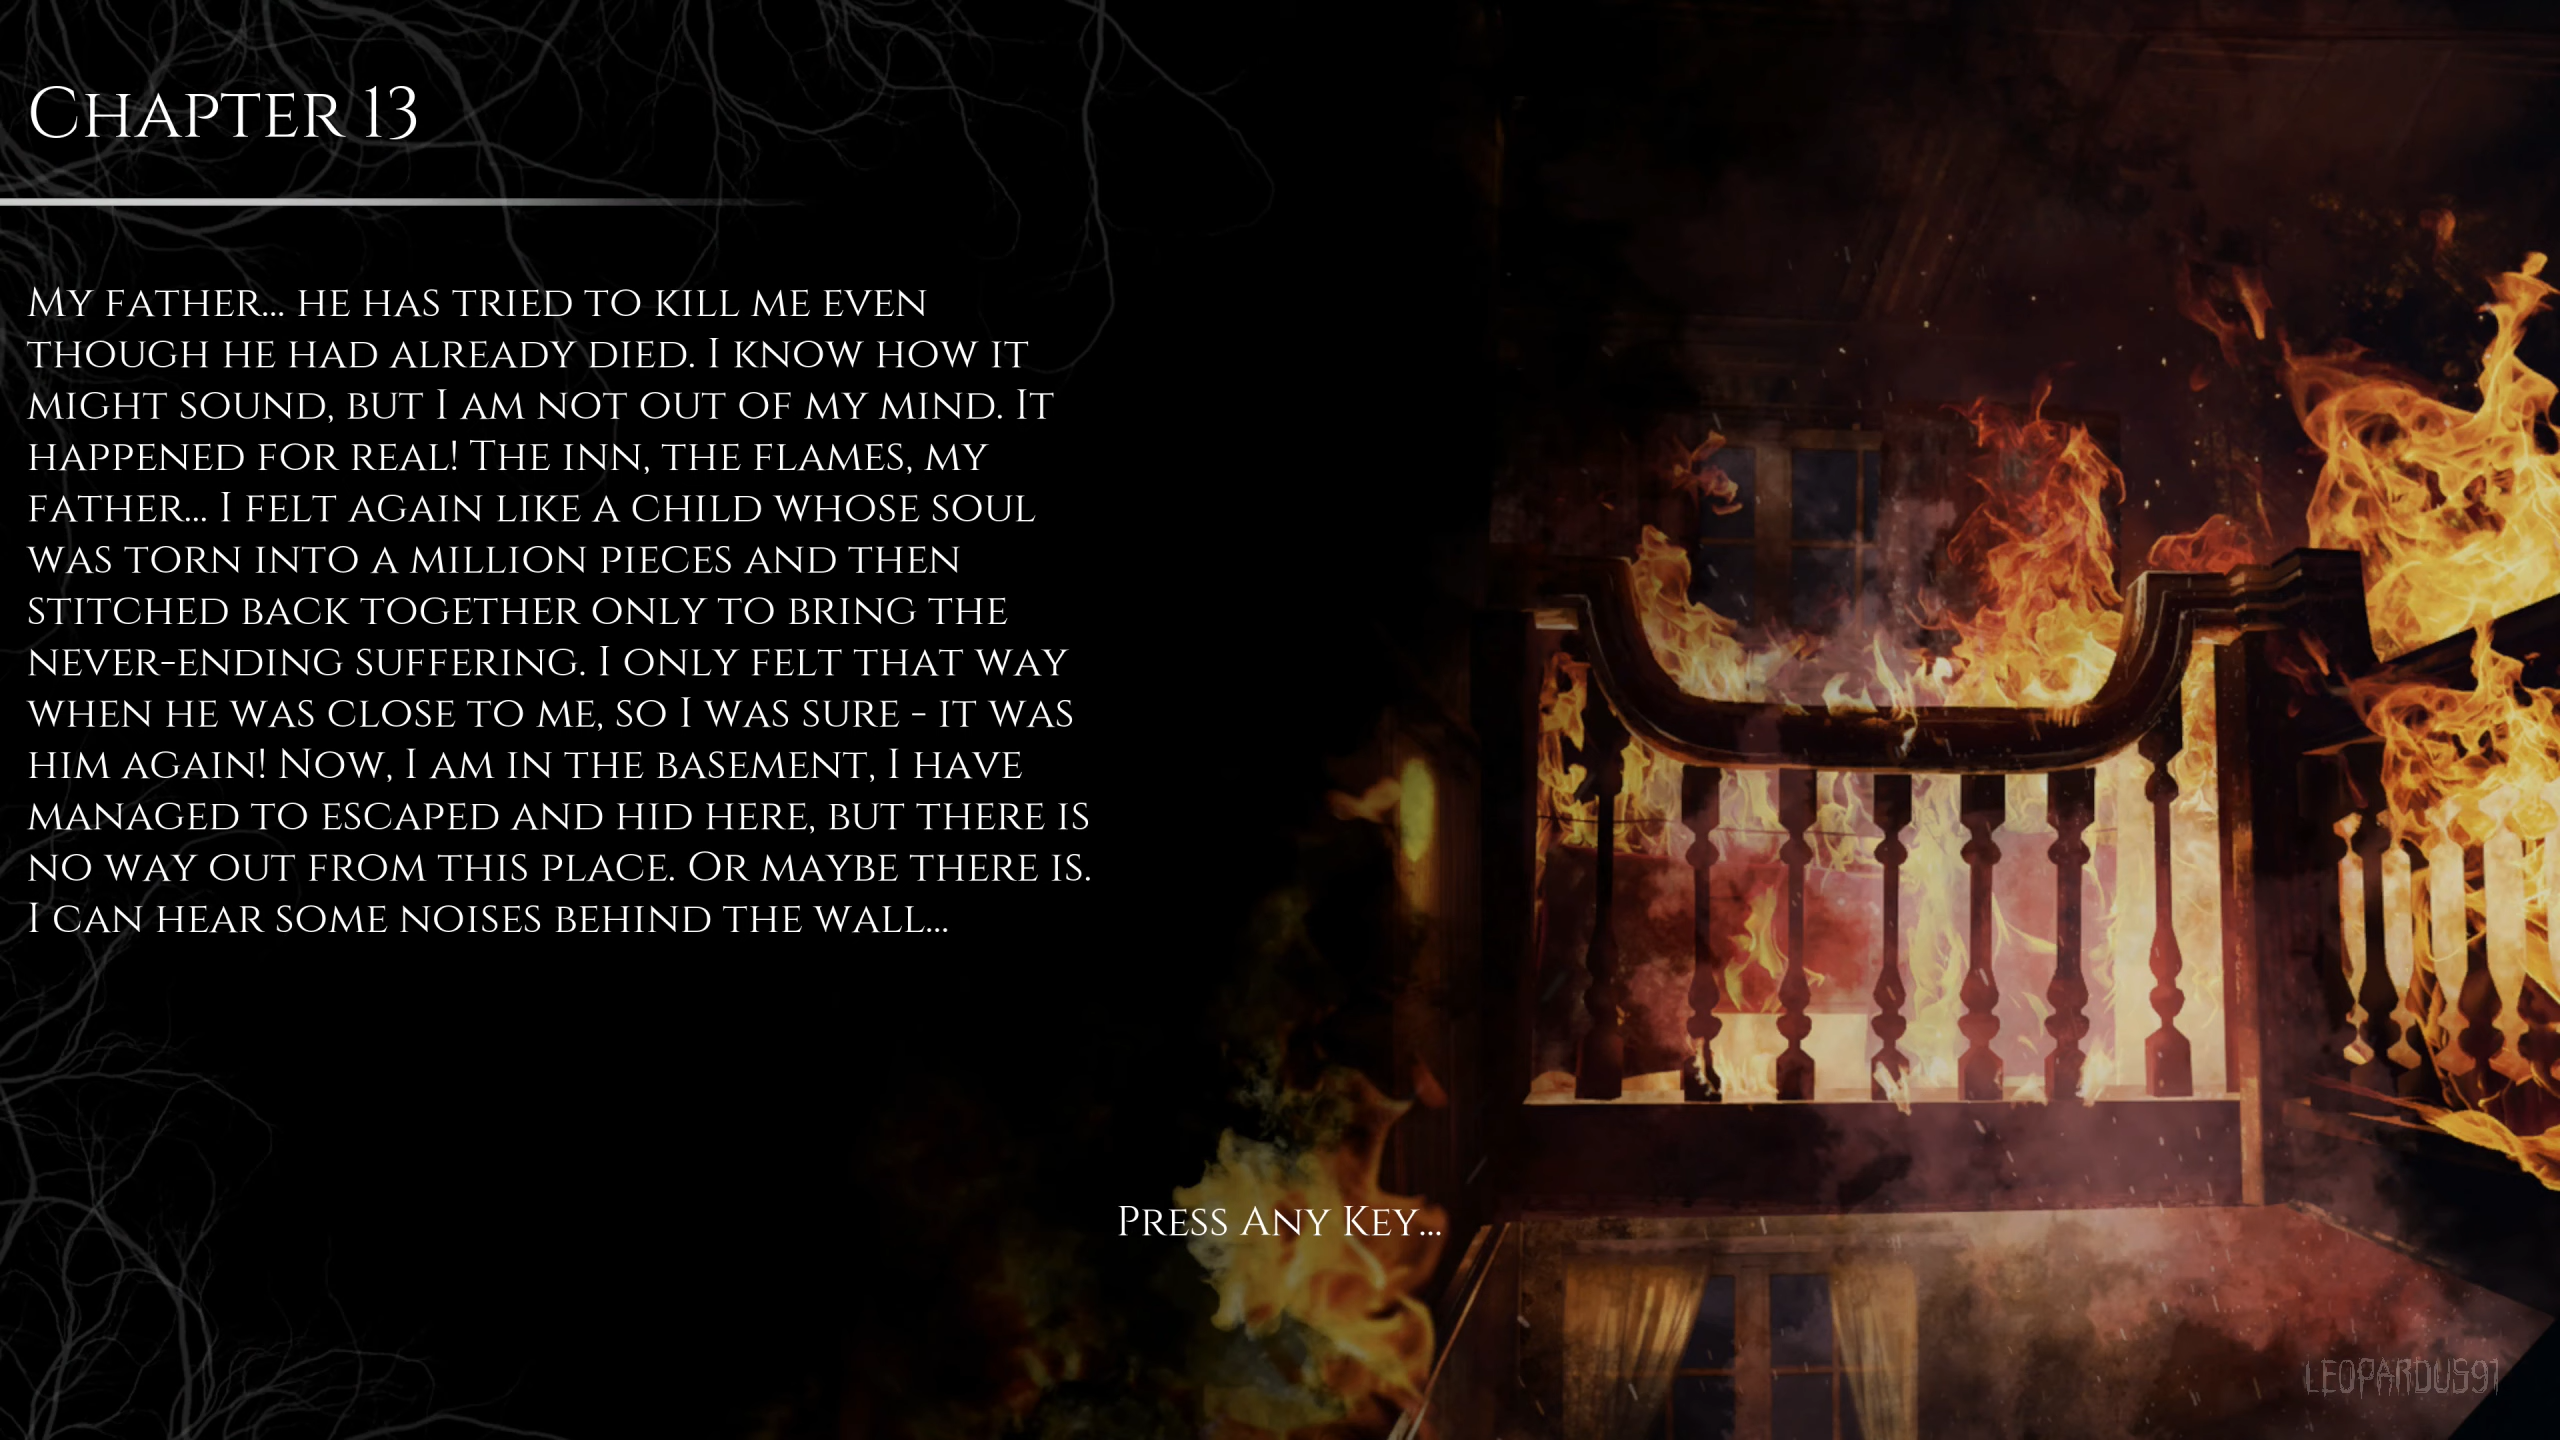 Chapter 13
My father... he has tried to kill me even
though he had already died. I know how it
might sound, but I am not out of my mind. It
happened for real! The inn, the flames, my
father... I felt again like a child whose soul
was torn into a million pieces and then
stitched back together only to bring the
never-ending suffering. I only felt that way
when he was close to me, so I was sure - it was
him again! Now, I am in the basement, I have
managed to escaped and hid here, but there is
no way out from this place. Or maybe there is.
I can hear some noises behind the wall...
Press Any Key...
LEOPARDUS91